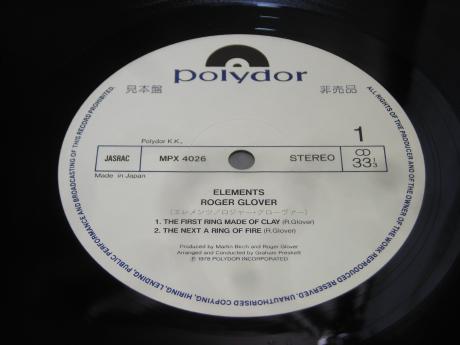 polydor
見本盤
非売品
Polydor K.K.
1
JASRAC
MPX 4026
STEREO
33 1/3
Made in Japan
ELEMENTS
ROGER GLOVER
(エレメンツ/ロジャー・グローヴァー)
1. THE FIRST RING MADE OF CLAY (R.Glover)
2. THE NEXT A RING OF FIRE (R.Glover)
Produced by Martin Birch and Roger Glover
Arranged and Conducted by Graham Preskett
℗ 1978 POLYDOR INCORPORATED
ALL RIGHTS OF THE PRODUCER AND OF THE OWNER OF THE WORK REPRODUCED RESERVED. UNAUTHORISED COPYING, HIRING, LENDING, PUBLIC PERFORMANCE AND BROADCASTING OF THIS RECORD PROHIBITED.